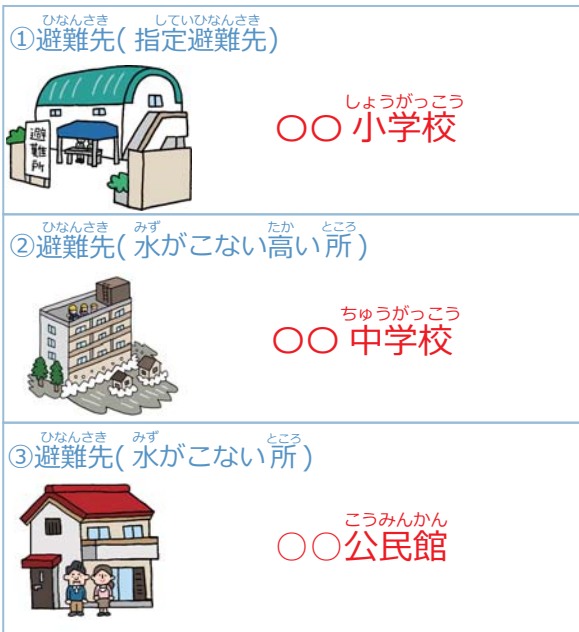 ひなんさき していひなんさき
①避難先( 指定避難先)
避難所
しょうがっこう
○○ 小学校
ひなんさき みず たか ところ
②避難先( 水がこない高い所)
ちゅうがっこう
○○ 中学校
ひなんさき みず ところ
③避難先( 水がこない所)
こうみんかん
○○公民館